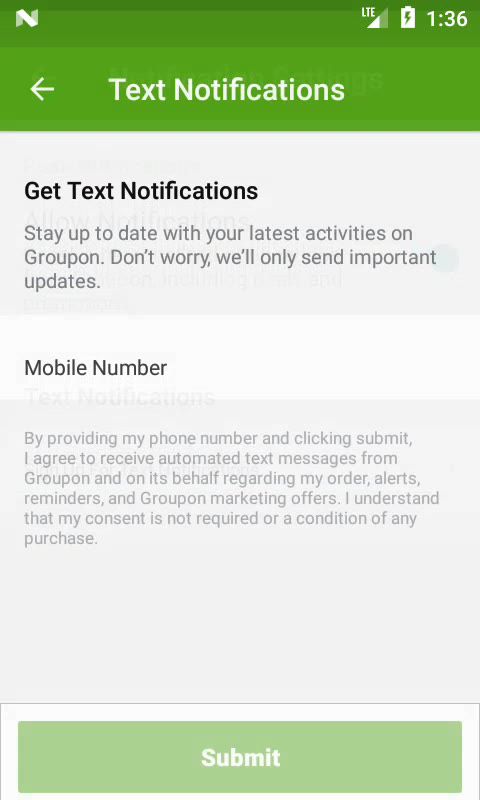 LTE 1:36
Text Notifications
Get Text Notifications
Stay up to date with your latest activities on
Groupon. Don't worry, we'll only send important
updates.
Mobile Number
Text Notifications
By providing my phone number and clicking submit,
I agree to receive automated text messages from
Groupon and on its behalf regarding my order, alerts,
reminders, and Groupon marketing offers. I understand
that my consent is not required or a condition of any
purchase.
Submit